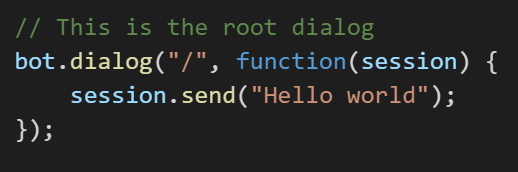 // This is the root dialog
bot.dialog("/", function(session) {
    session.send("Hello world");
});